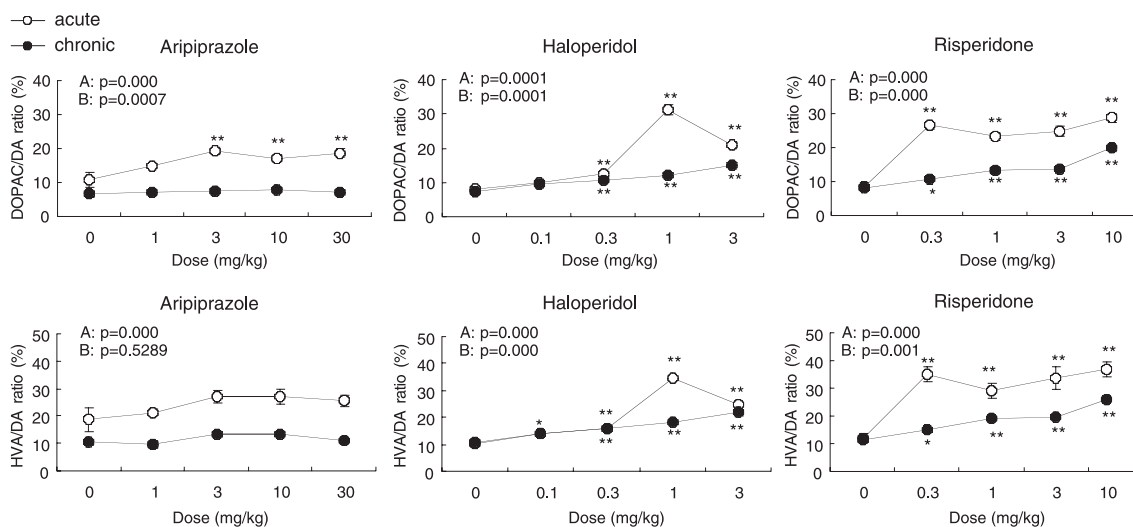 acute
chronic
Aripiprazole
A: p=0.000
B: p=0.0007
DOPAC/DA ratio (%)
40
30
20
10
0
** ** **
0 1 3 10 30
Dose (mg/kg)
Haloperidol
A: p=0.0001
B: p=0.0001
DOPAC/DA ratio (%)
40
30
20
10
0
** ** **
** ** **
0 0.1 0.3 1 3
Dose (mg/kg)
Risperidone
A: p=0.000
B: p=0.000
DOPAC/DA ratio (%)
40
30
20
10
0
** ** ** **
* ** ** **
0 0.3 1 3 10
Dose (mg/kg)
Aripiprazole
A: p=0.000
B: p=0.5289
HVA/DA ratio (%)
50
40
30
20
10
0
0 1 3 10 30
Dose (mg/kg)
Haloperidol
A: p=0.000
B: p=0.000
HVA/DA ratio (%)
50
40
30
20
10
0
* ** ** **
** ** **
0 0.1 0.3 1 3
Dose (mg/kg)
Risperidone
A: p=0.000
B: p=0.001
HVA/DA ratio (%)
50
40
30
20
10
0
** ** ** **
* ** ** **
0 0.3 1 3 10
Dose (mg/kg)